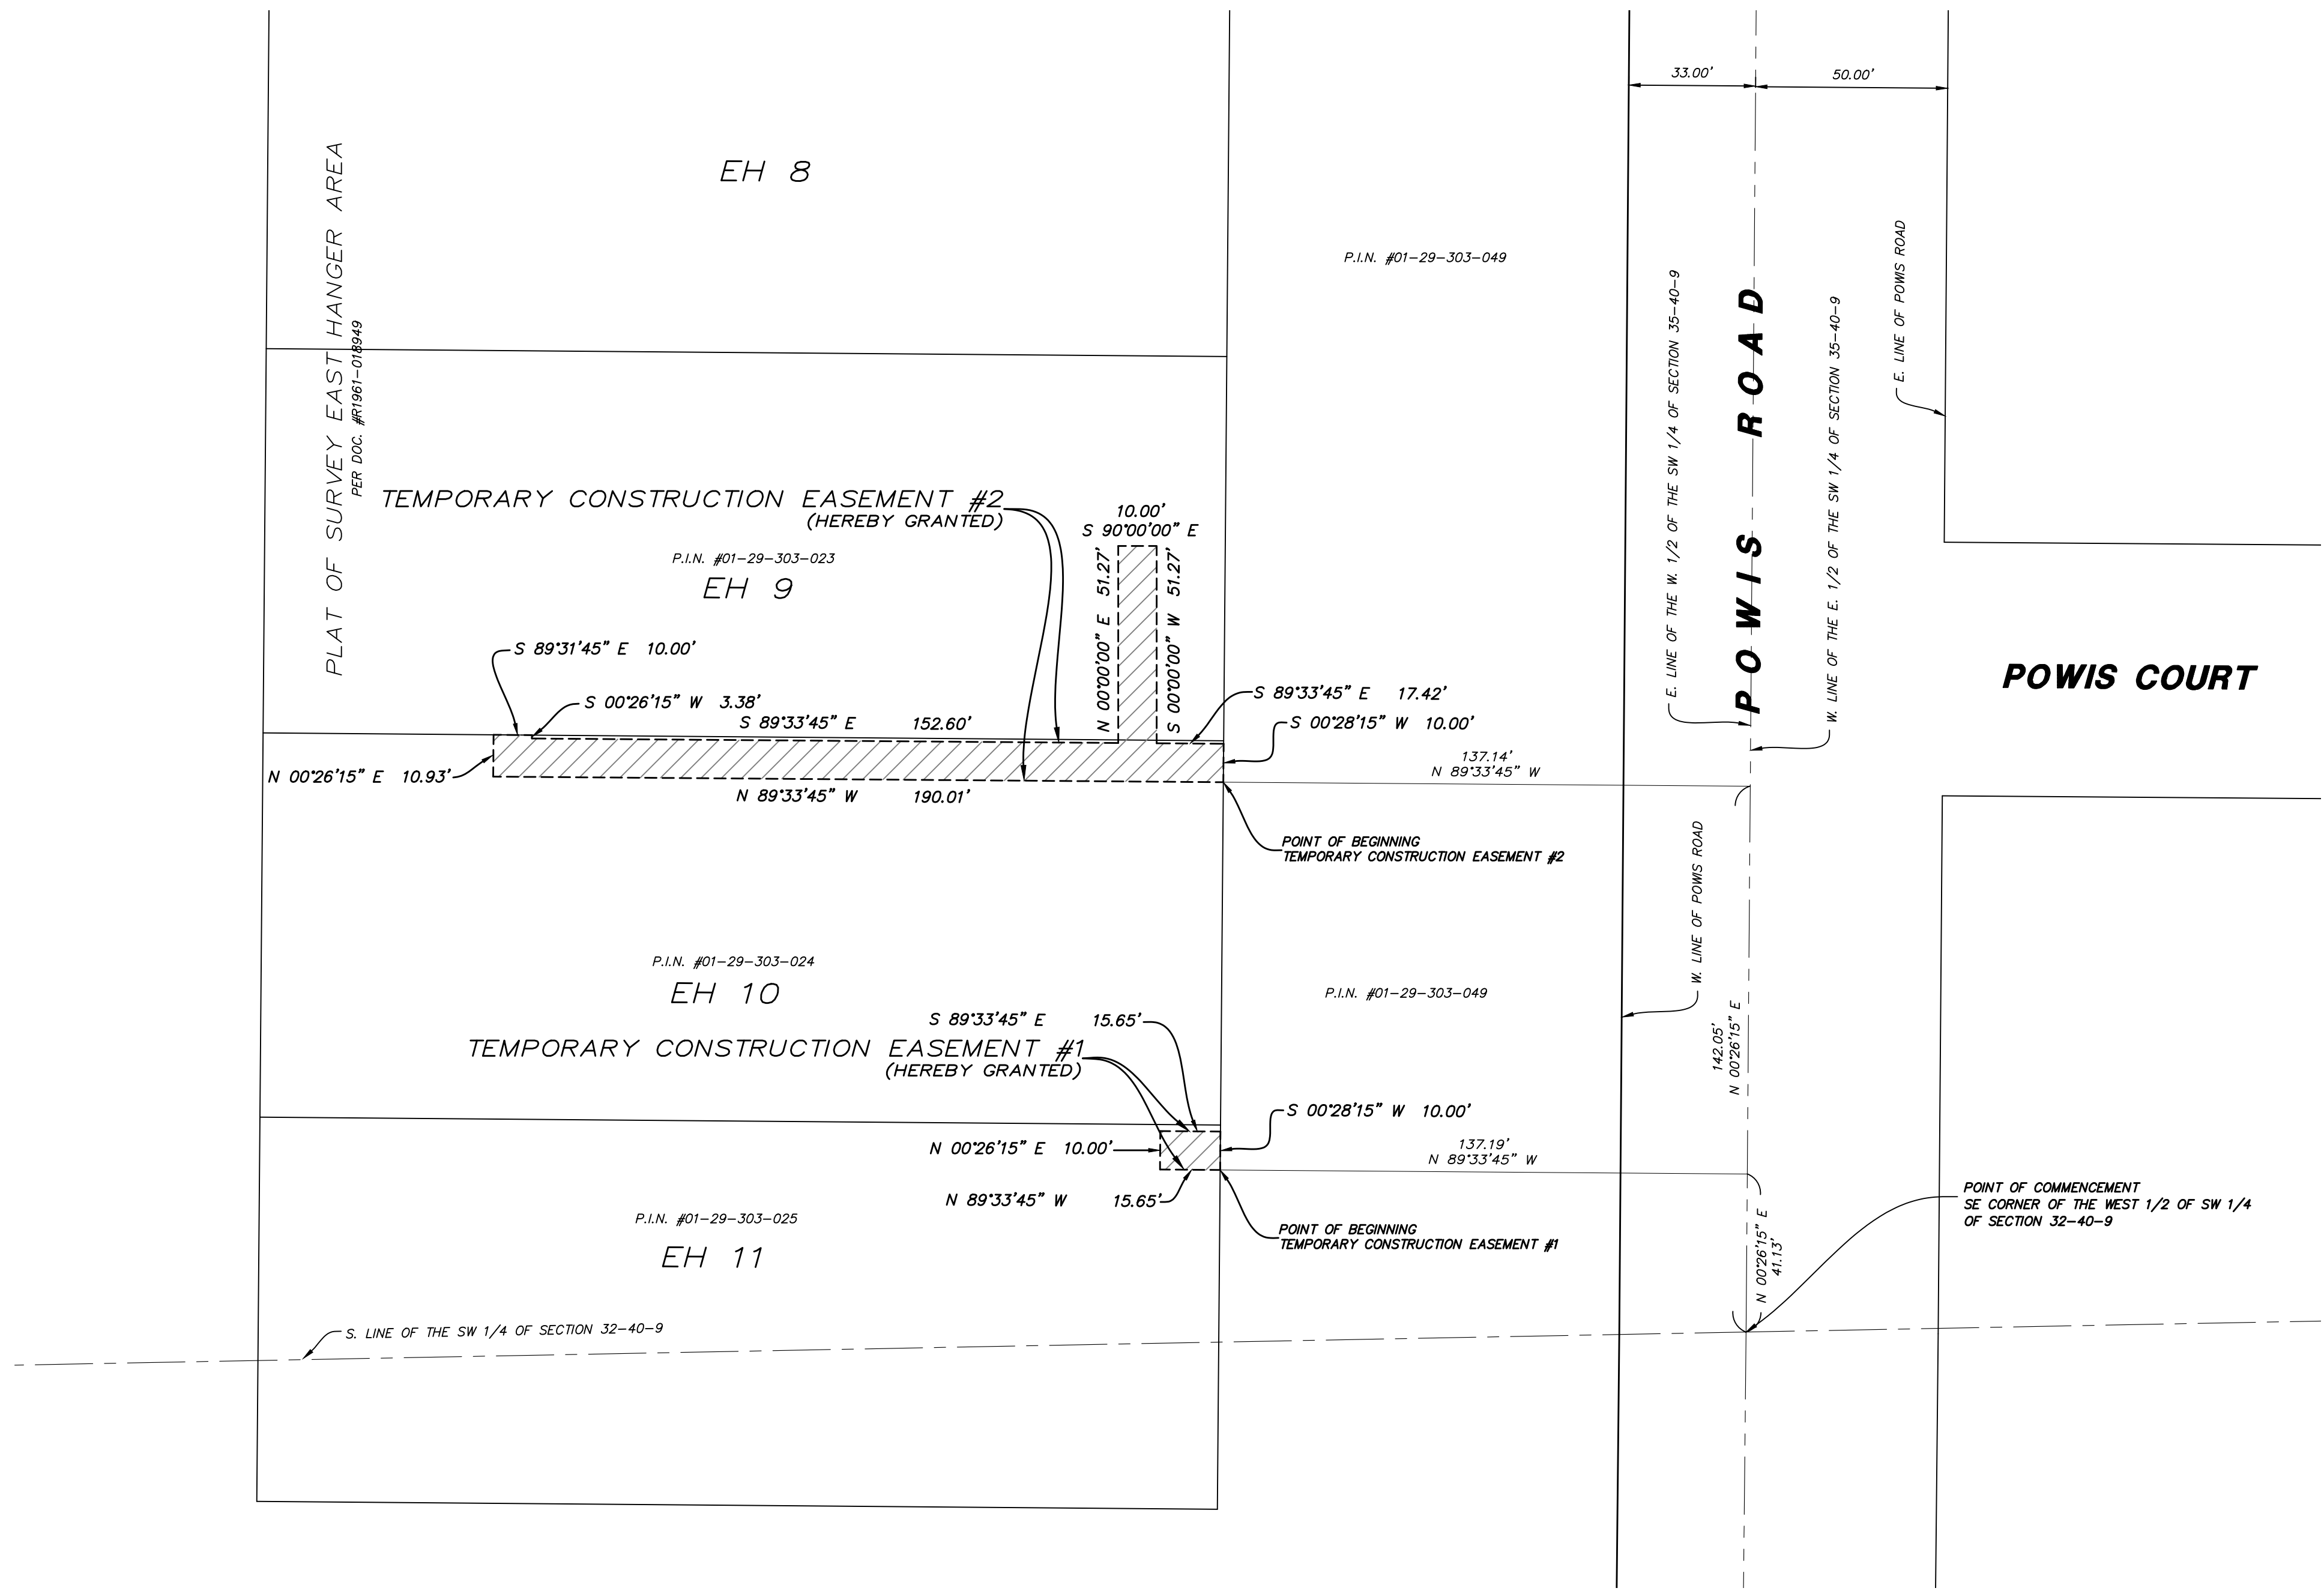 33.00'
50.00'
EH 8
PLAT OF SURVEY EAST HANGER AREA
PER DOC. #R1961-018949
P.I.N. #01-29-303-049
E. LINE OF THE W. 1/2 OF THE SW 1/4 OF SECTION 35-40-9
POWIS ROAD
W. LINE OF THE E. 1/2 OF THE SW 1/4 OF SECTION 35-40-9
E. LINE OF POWIS ROAD
TEMPORARY CONSTRUCTION EASEMENT #2
(HEREBY GRANTED)
10.00'
S 90°00'00" E
N 00°00'00" E 51.27'
S 00°00'00" W 51.27'
P.I.N. #01-29-303-023
EH 9
S 89°31'45" E 10.00'
S 00°26'15" W 3.38'
S 89°33'45" E 152.60'
S 89°33'45" E 17.42'
S 00°28'15" W 10.00'
POWIS COURT
N 00°26'15" E 10.93'
N 89°33'45" W 190.01'
137.14'
N 89°33'45" W
POINT OF BEGINNING
TEMPORARY CONSTRUCTION EASEMENT #2
W. LINE OF POWIS ROAD
P.I.N. #01-29-303-024
EH 10
P.I.N. #01-29-303-049
S 89°33'45" E 15.65'
TEMPORARY CONSTRUCTION EASEMENT #1
(HEREBY GRANTED)
142.05'
N 00°26'15" E
S 00°28'15" W 10.00'
N 00°26'15" E 10.00'
137.19'
N 89°33'45" W
N 89°33'45" W 15.65'
POINT OF BEGINNING
TEMPORARY CONSTRUCTION EASEMENT #1
POINT OF COMMENCEMENT
SE CORNER OF THE WEST 1/2 OF SW 1/4
OF SECTION 32-40-9
N 00°26'15" E
41.13'
P.I.N. #01-29-303-025
EH 11
S. LINE OF THE SW 1/4 OF SECTION 32-40-9